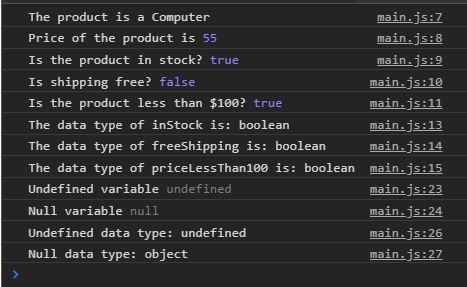 The product is a Computer main.js:7
Price of the product is 55 main.js:8
Is the product in stock? true main.js:9
Is shipping free? false main.js:10
Is the product less than $100? true main.js:11
The data type of inStock is: boolean main.js:13
The data type of freeShipping is: boolean main.js:14
The data type of priceLessThan100 is: boolean main.js:15
Undefined variable undefined main.js:23
Null variable null main.js:24
Undefined data type: undefined main.js:26
Null data type: object main.js:27
>